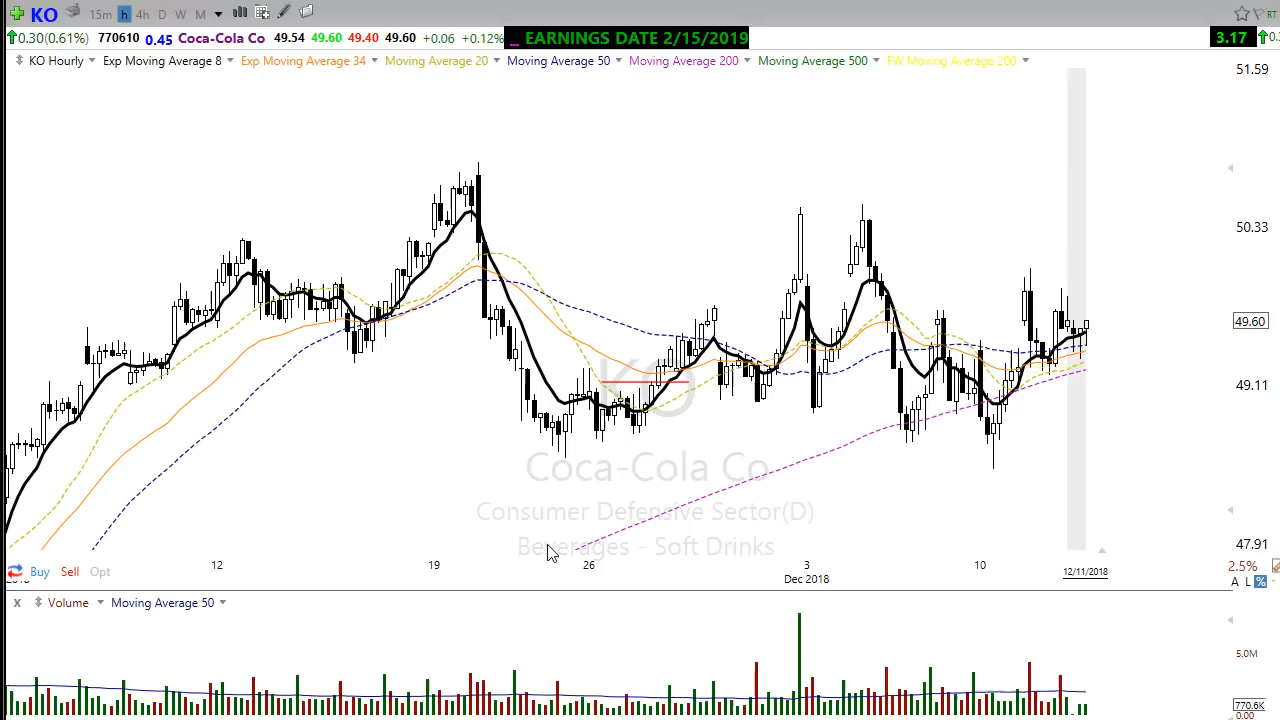 KO 15m h 4h D W M RT
0.30(0.61%) 770610 0.45 Coca-Cola Co 49.54 49.60 49.40 49.60 +0.06 +0.12% ... EARNINGS DATE 2/15/2019 3.17
KO Hourly Exp Moving Average 8 Exp Moving Average 34 Moving Average 20 Moving Average 50 Moving Average 200 Moving Average 500 FW Moving Average 200
51.59
50.33
49.60
49.11
KO
Coca-Cola Co
Consumer Defensive Sector(D)
Beverages - Soft Drinks
47.91
12 19 26 3 10
Buy Sell Opt
Dec 2018 12/11/2018
2.5%
A L %
X Volume Moving Average 50
5.0M
770.6K
0.00